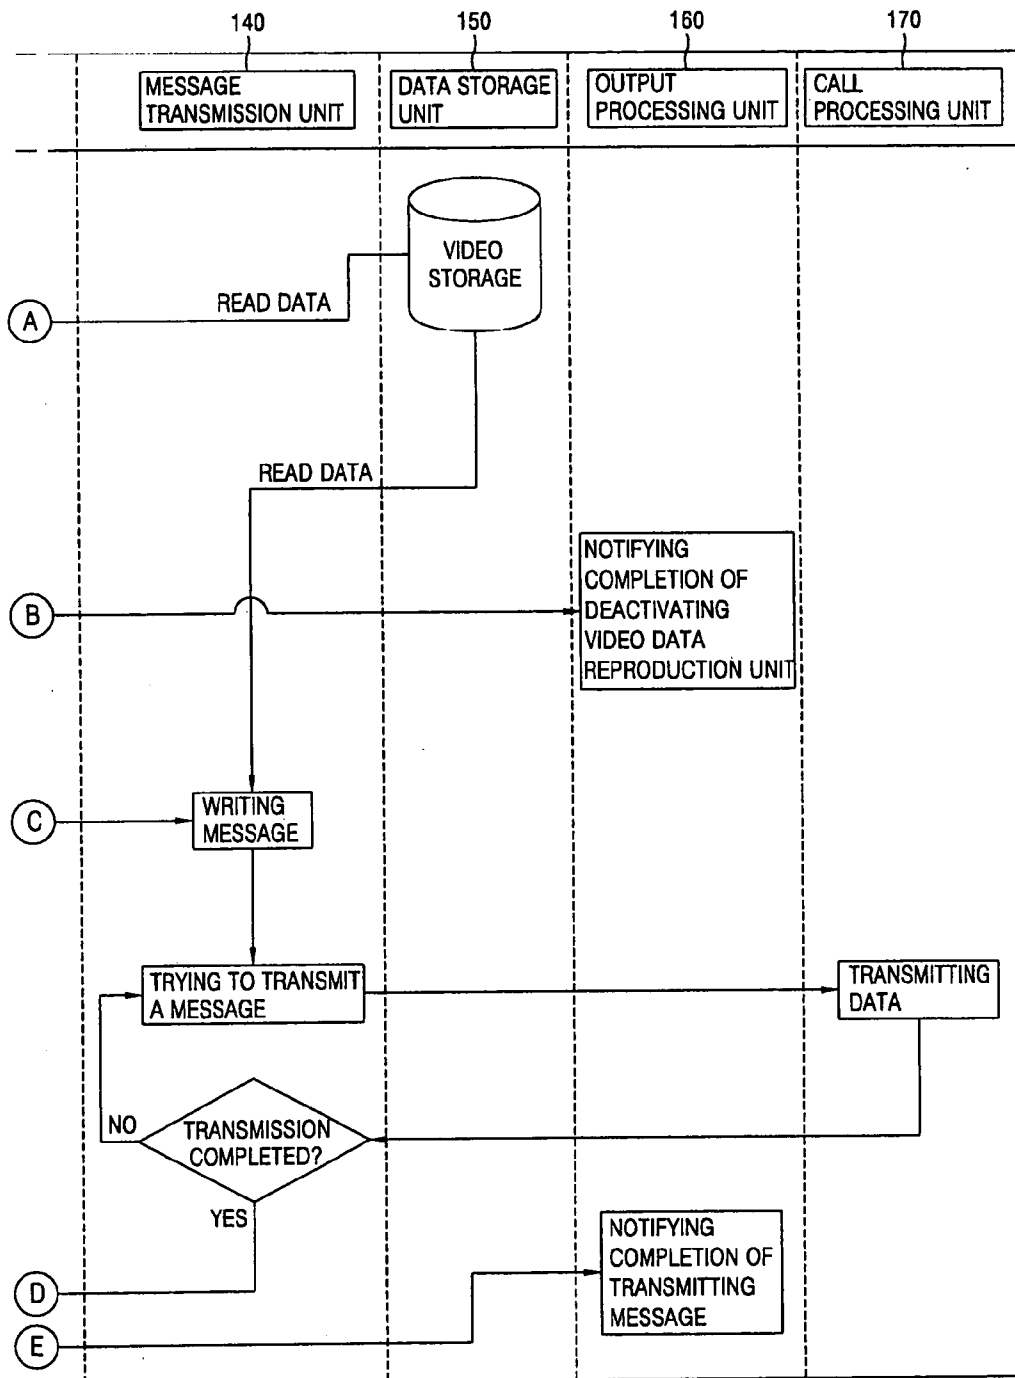 140
150
160
170
MESSAGE
TRANSMISSION UNIT
DATA STORAGE
UNIT
OUTPUT
PROCESSING UNIT
CALL
PROCESSING UNIT
VIDEO
STORAGE
READ DATA
A
READ DATA
NOTIFYING
COMPLETION OF
DEACTIVATING
VIDEO DATA
REPRODUCTION UNIT
B
WRITING
MESSAGE
C
TRYING TO TRANSMIT
A MESSAGE
TRANSMITTING
DATA
NO
TRANSMISSION
COMPLETED?
YES
NOTIFYING
COMPLETION OF
TRANSMITTING
MESSAGE
D
E